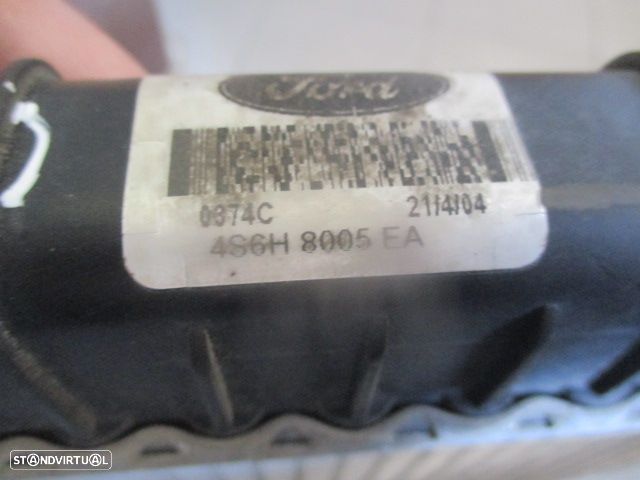 Ford
0374C 21/4/04
4S6H 8005 EA
STANDVIRTUAL